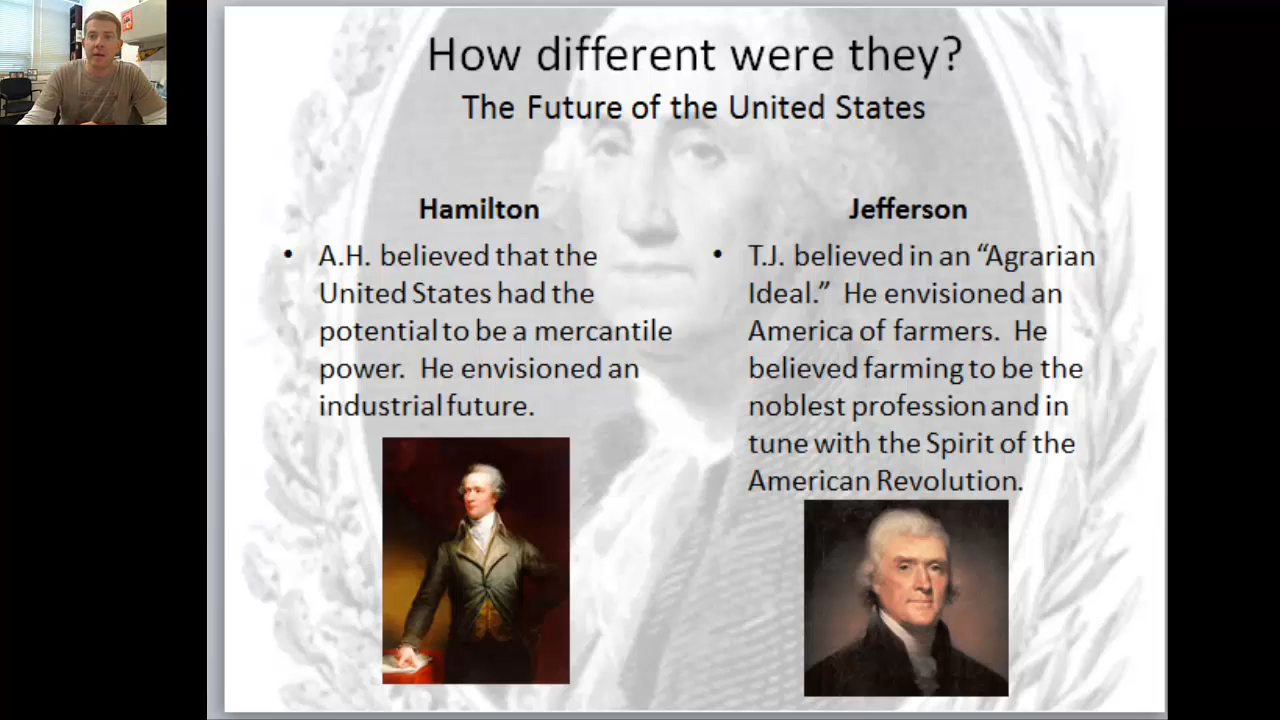 How different were they?
The Future of the United States
Hamilton
• A.H. believed that the
United States had the
potential to be a mercantile
power. He envisioned an
industrial future.
Jefferson
• T.J. believed in an “Agrarian
Ideal.” He envisioned an
America of farmers. He
believed farming to be the
noblest profession and in
tune with the Spirit of the
American Revolution.